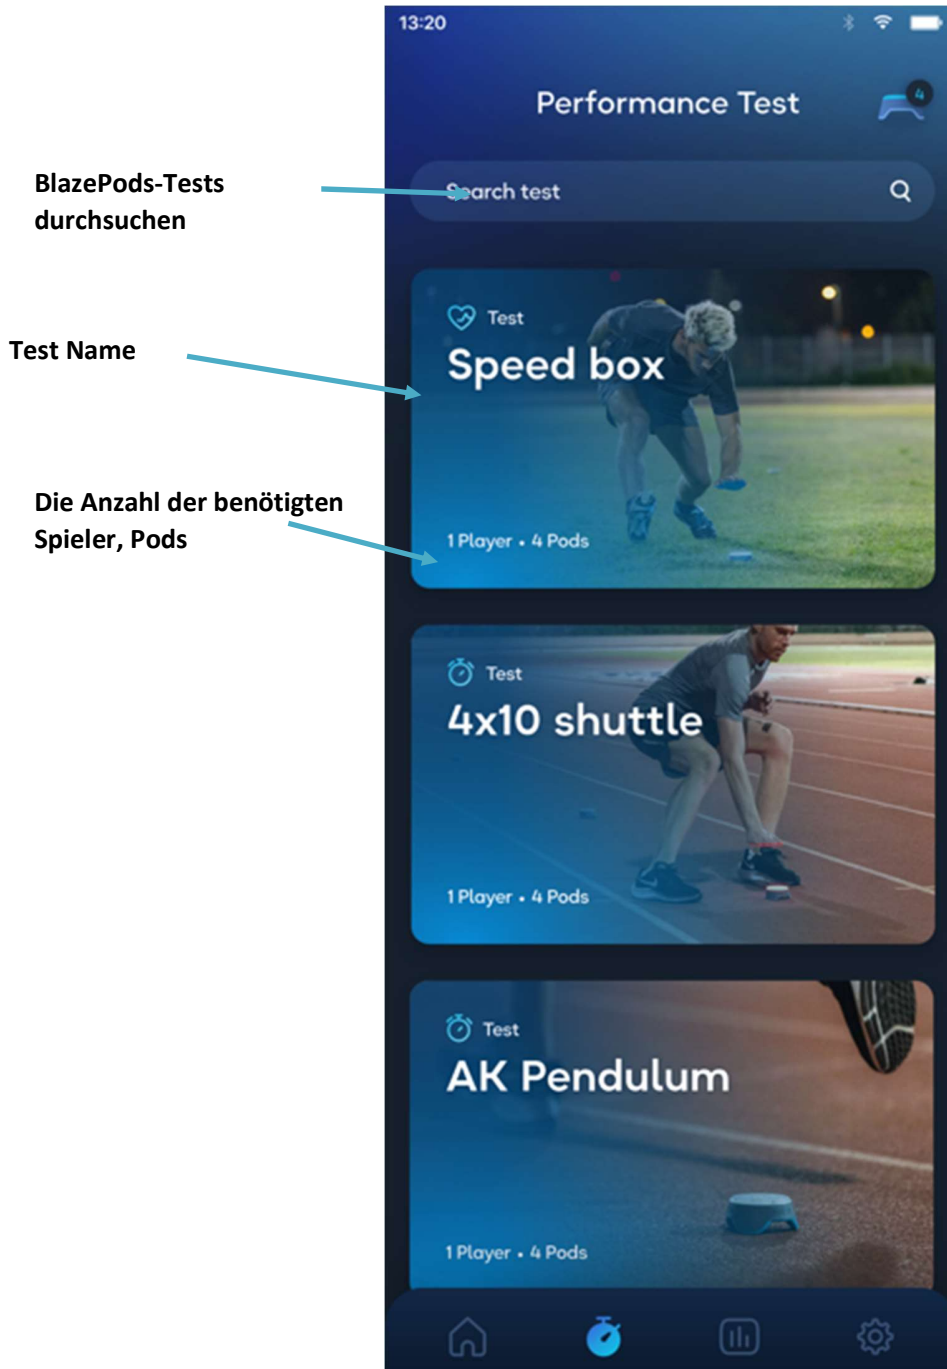 13:20
Performance Test
4
BlazePods-Tests
durchsuchen
Search test
Test
Test Name
Speed box
Die Anzahl der benötigten
Spieler, Pods
1 Player • 4 Pods
Test
4x10 shuttle
1 Player • 4 Pods
Test
AK Pendulum
1 Player • 4 Pods